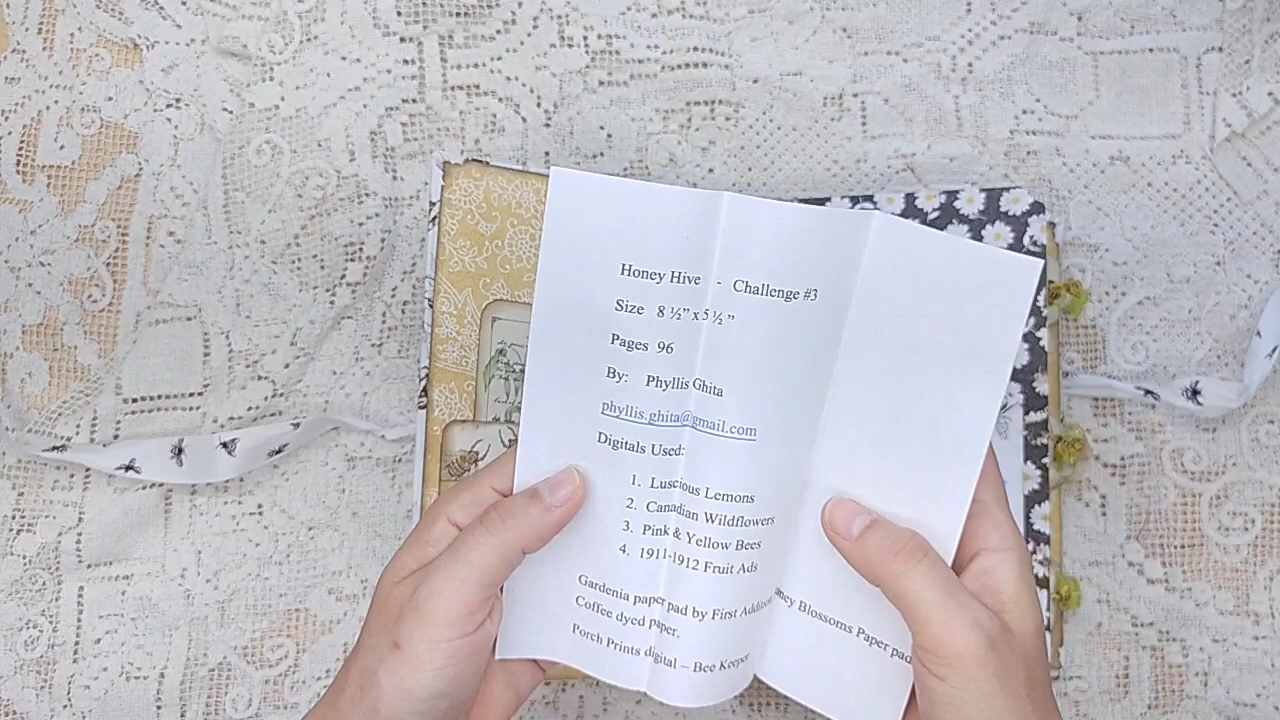 Honey Hive - Challenge #3
Size 8 ½” x 5 ½ ”
Pages 96
By: Phyllis Ghita
phyllis.ghita@gmail.com
Digitals Used:
1. Luscious Lemons
2. Canadian Wildflowers
3. Pink & Yellow Bees
4. 1911-1912 Fruit Ads
Gardenia paper pad by First Addition Blossoms Paper pad
Coffee dyed paper.
Porch Prints digital – Bee Keeper